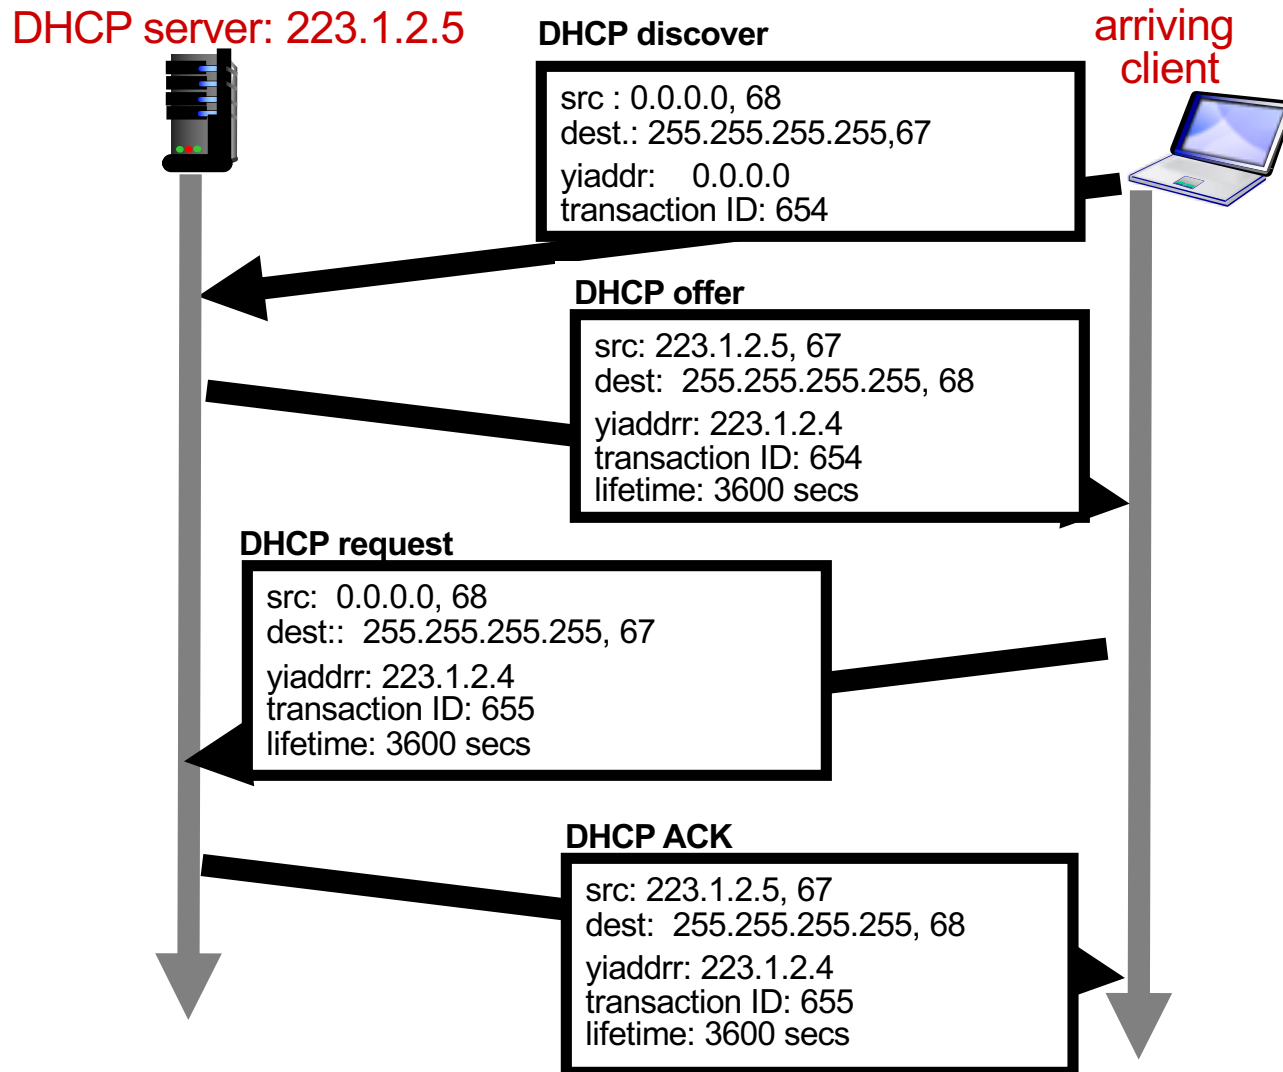 DHCP server: 223.1.2.5
arriving
client
DHCP discover
src : 0.0.0.0, 68
dest.: 255.255.255.255,67
yiaddr: 0.0.0.0
transaction ID: 654
DHCP offer
src: 223.1.2.5, 67
dest: 255.255.255.255, 68
yiaddrr: 223.1.2.4
transaction ID: 654
lifetime: 3600 secs
DHCP request
src: 0.0.0.0, 68
dest:: 255.255.255.255, 67
yiaddrr: 223.1.2.4
transaction ID: 655
lifetime: 3600 secs
DHCP ACK
src: 223.1.2.5, 67
dest: 255.255.255.255, 68
yiaddrr: 223.1.2.4
transaction ID: 655
lifetime: 3600 secs